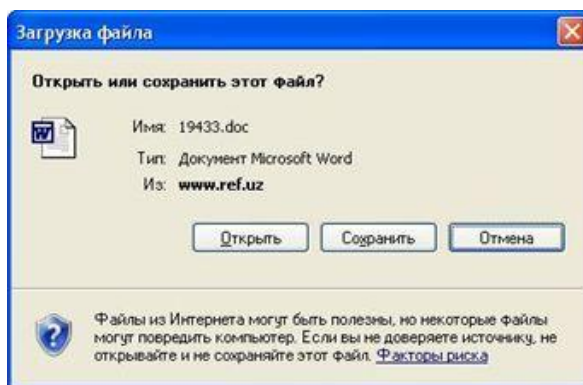 Загрузка файла
Открыть или сохранить этот файл?
Имя: 19433.doc
Тип: Документ Microsoft Word
Из: www.ref.uz
Открыть Сохранить Отмена
Файлы из Интернета могут быть полезны, но некоторые файлы
могут повредить компьютер. Если вы не доверяете источнику, не
открывайте и не сохраняйте этот файл. Факторы риска